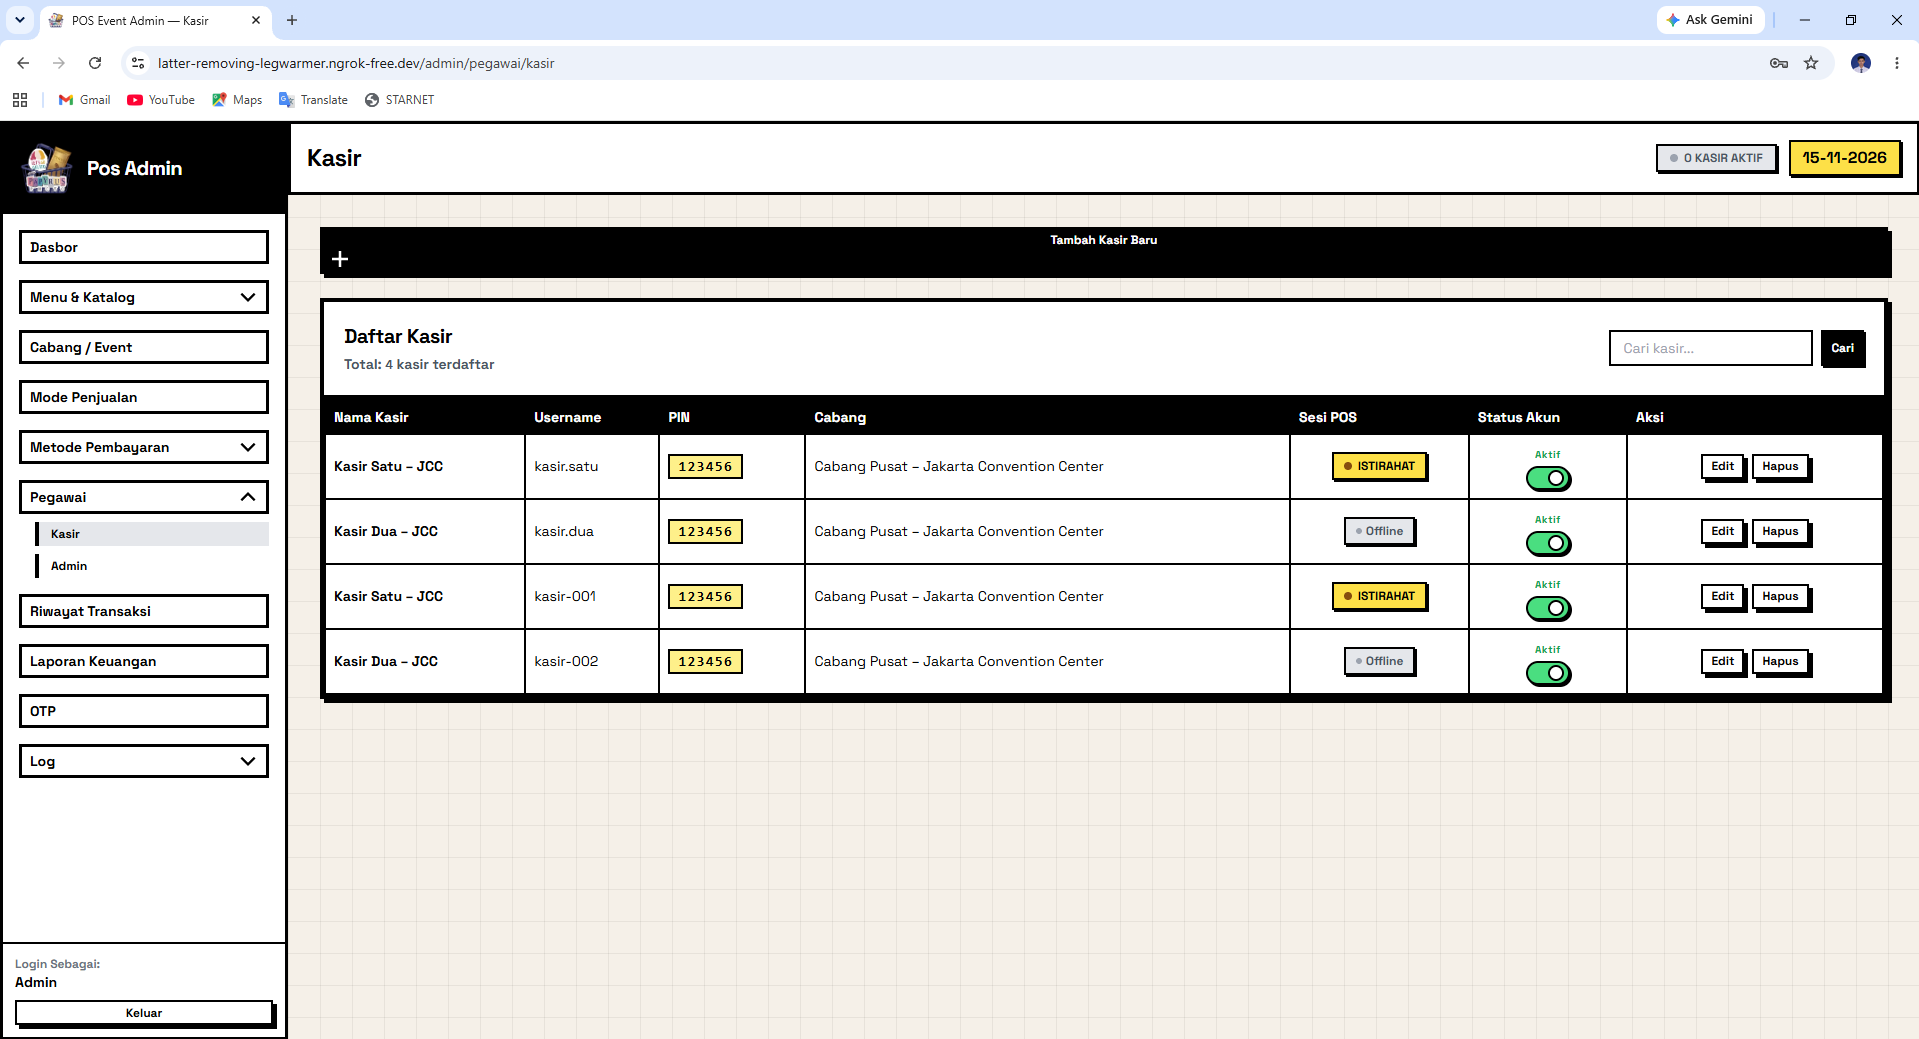 POS Event Admin — Kasir
Ask Gemini
latter-removing-legwarmer.ngrok-free.dev/admin/pegawai/kasir
Gmail
YouTube
Maps
Translate
STARNET
Pos Admin
Kasir
0 KASIR AKTIF
15-11-2026
Dasbor
Menu & Katalog
Cabang / Event
Mode Penjualan
Metode Pembayaran
Pegawai
Kasir
Admin
Riwayat Transaksi
Laporan Keuangan
OTP
Log
Login Sebagai:
Admin
Keluar
Tambah Kasir Baru
Daftar Kasir
Total: 4 kasir terdaftar
Cari kasir...
Cari
Nama Kasir Username PIN Cabang Sesi POS Status Akun Aksi
Kasir Satu – JCC kasir.satu 123456 Cabang Pusat – Jakarta Convention Center ISTIRAHAT Aktif Edit Hapus
Kasir Dua – JCC kasir.dua 123456 Cabang Pusat – Jakarta Convention Center Offline Aktif Edit Hapus
Kasir Satu – JCC kasir-001 123456 Cabang Pusat – Jakarta Convention Center ISTIRAHAT Aktif Edit Hapus
Kasir Dua – JCC kasir-002 123456 Cabang Pusat – Jakarta Convention Center Offline Aktif Edit Hapus